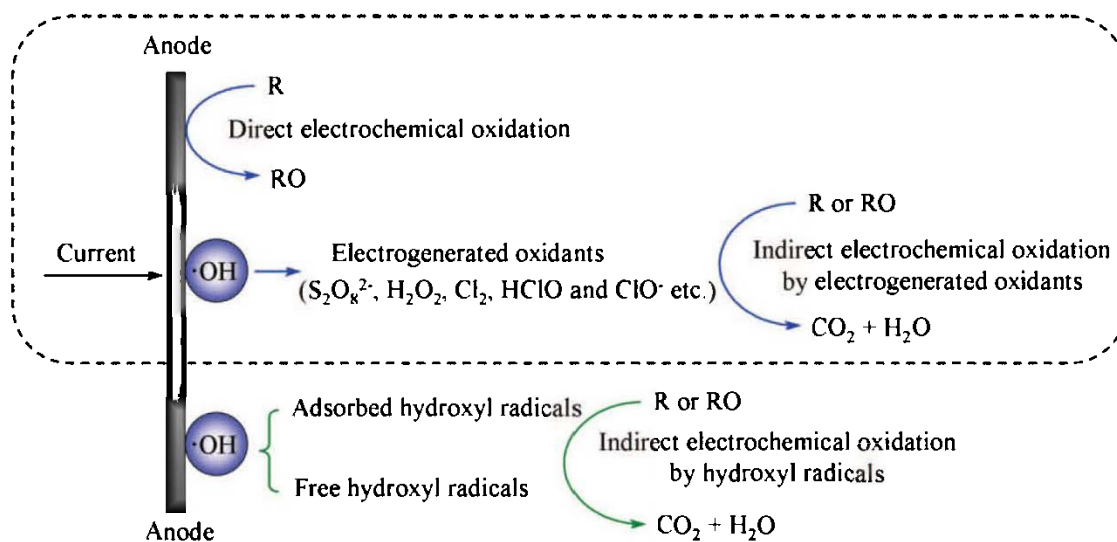 Anode
R
Direct electrochemical oxidation
RO
Current
·OH
Electrogenerated oxidants
(S₂O₈²⁻, H₂O₂, Cl₂, HClO and ClO⁻ etc.)
R or RO
Indirect electrochemical oxidation
by electrogenerated oxidants
CO₂ + H₂O
·OH
Adsorbed hydroxyl radicals
Free hydroxyl radicals
R or RO
Indirect electrochemical oxidation
by hydroxyl radicals
CO₂ + H₂O
Anode